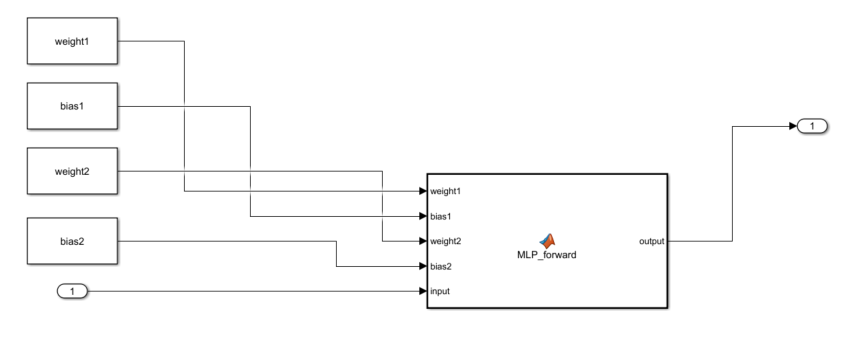 weight1
bias1
weight2
bias2
1
weight1
bias1
weight2
bias2
input
MLP_forward
output
1